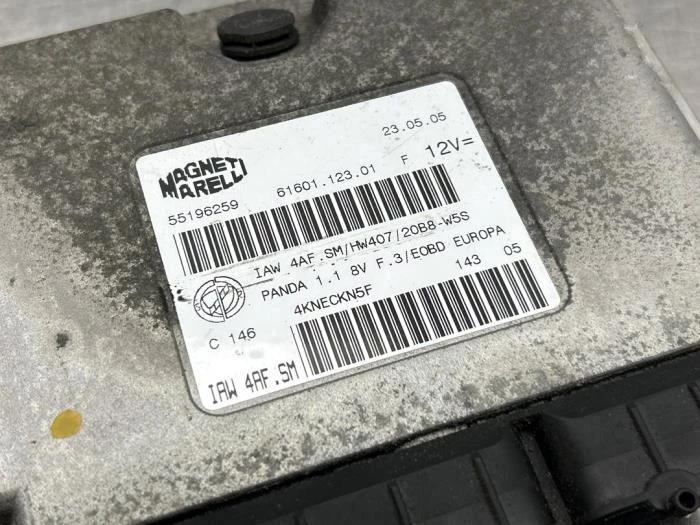 23.05.05
MAGNETI
MARELLI
61601.123.01 F 12V=
55196259
IAW 4AF.SM/HW407/20B8-W5S
PANDA 1.1 8V F.3/EOBD EUROPA
4KNECKN5F 143 05
C 146
IAW 4AF.SM